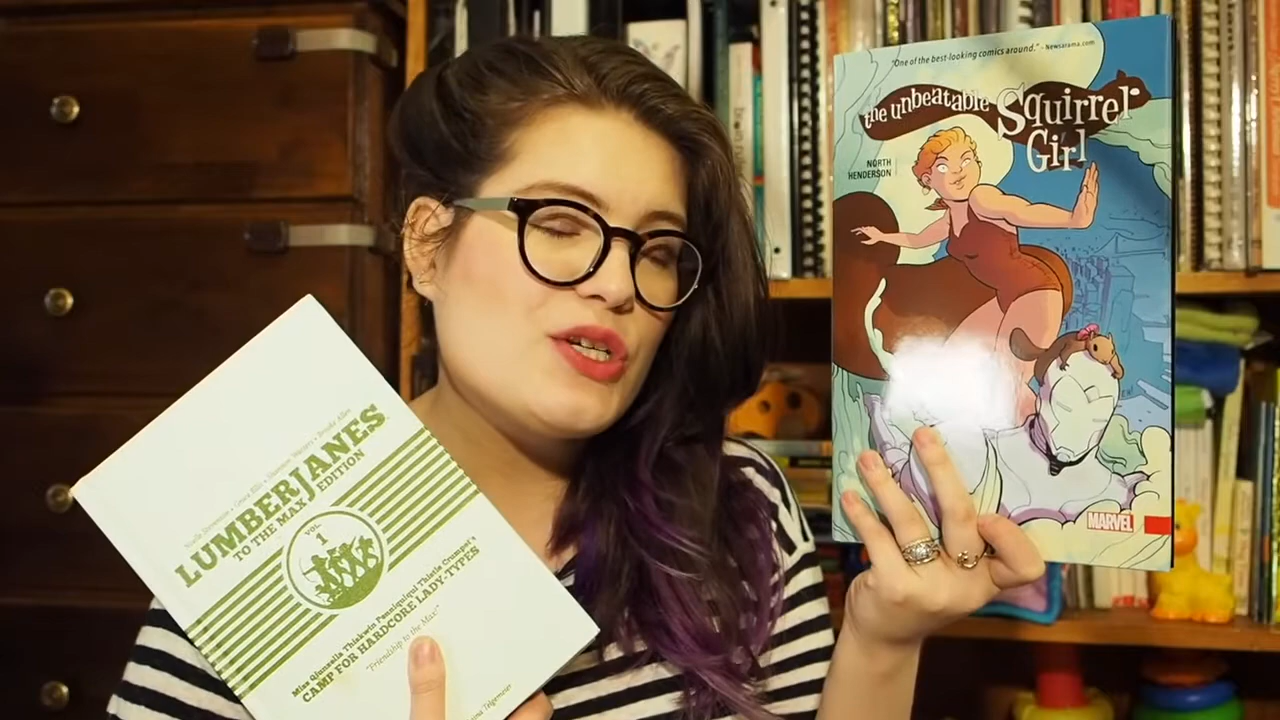 LUMBERJANES
TO THE MAX EDITION
VOL.
1
Miss Qiunzella Thiskwin Penniquiqul Thistle Crumpet's
CAMP FOR HARDCORE LADY-TYPES
"Friendship to the Max!"
"One of the best-looking comics around." - Newsarama.com
the unbeatable
Squirrel
Girl
NORTH
HENDERSON
MARVEL